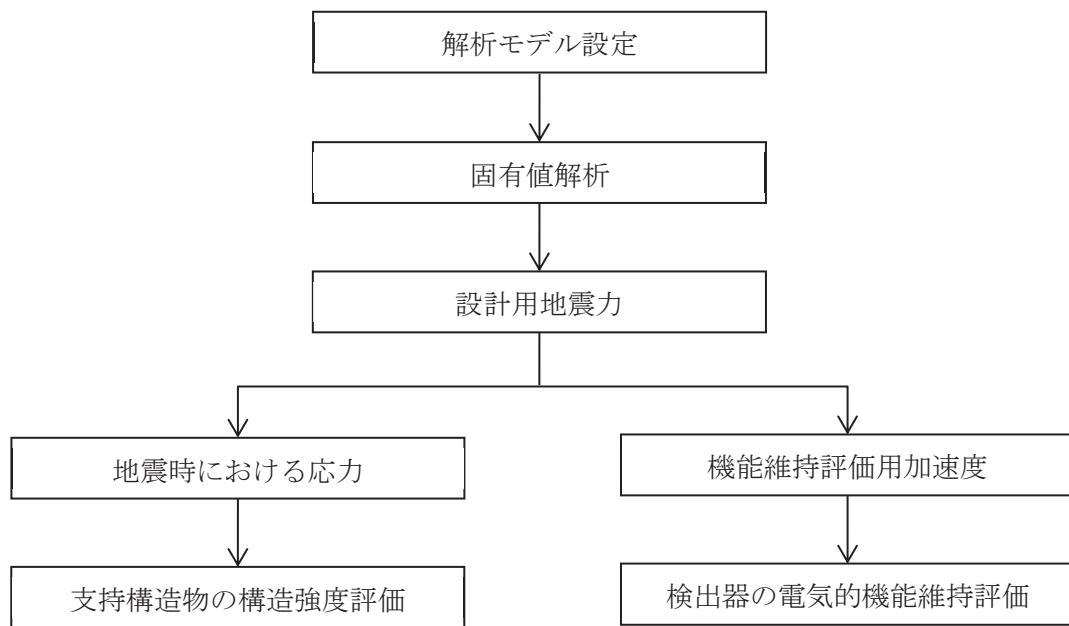 解析モデル設定
固有値解析
設計用地震力
地震時における応力
機能維持評価用加速度
支持構造物の構造強度評価
検出器の電気的機能維持評価